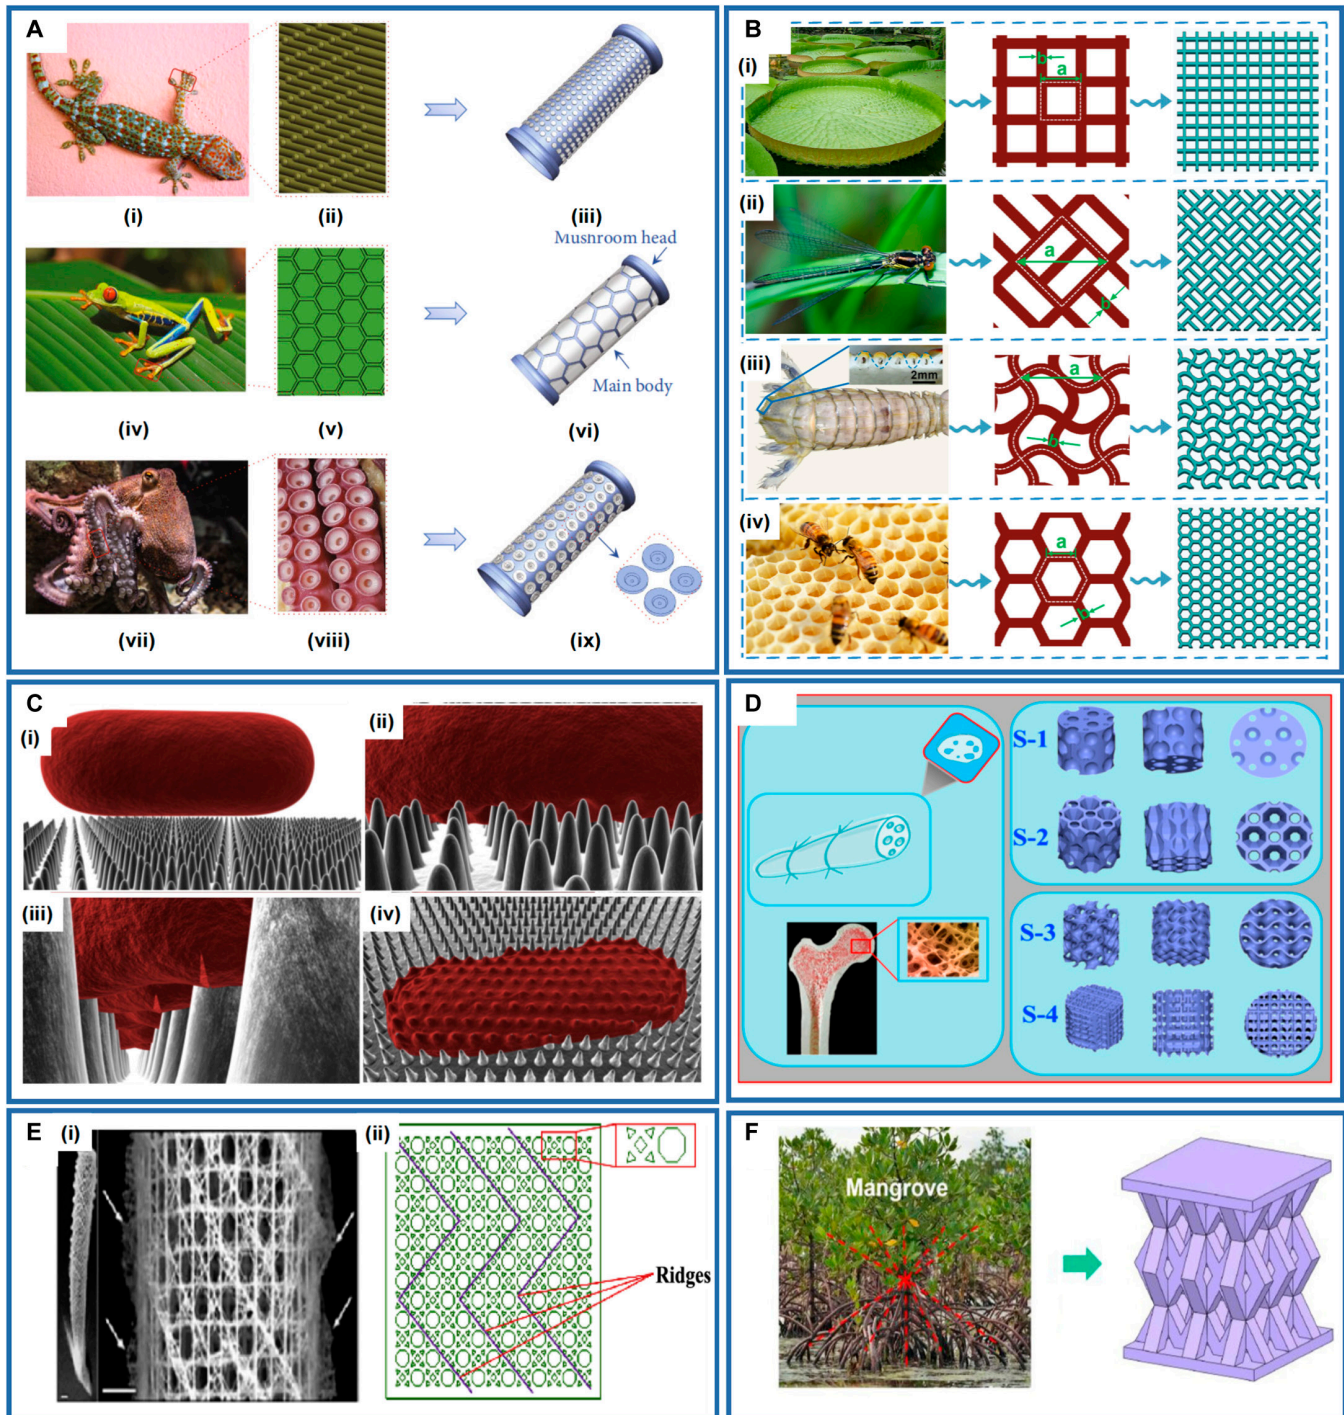 A
(i)
(ii)
(iii)
Mushroom head
(iv)
(v)
Main body
(vi)
(vii)
(viii)
(ix)
B
(i)
b
a
(ii)
a
b
(iii)
2mm
a
b
(iv)
a
b
C
(i)
(ii)
(iii)
(iv)
D
S-1
S-2
S-3
S-4
E
(i)
(ii)
Ridges
F
Mangrove